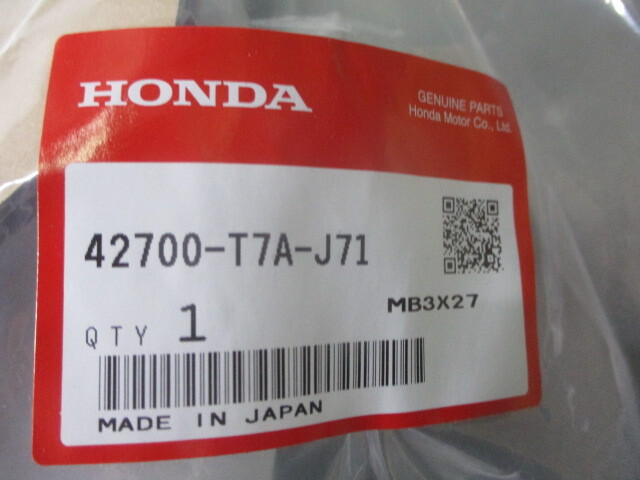 HONDA
GENUINE PARTS
Honda Motor Co., Ltd.
42700-T7A-J71
MB3X27
QTY 1
MADE IN JAPAN